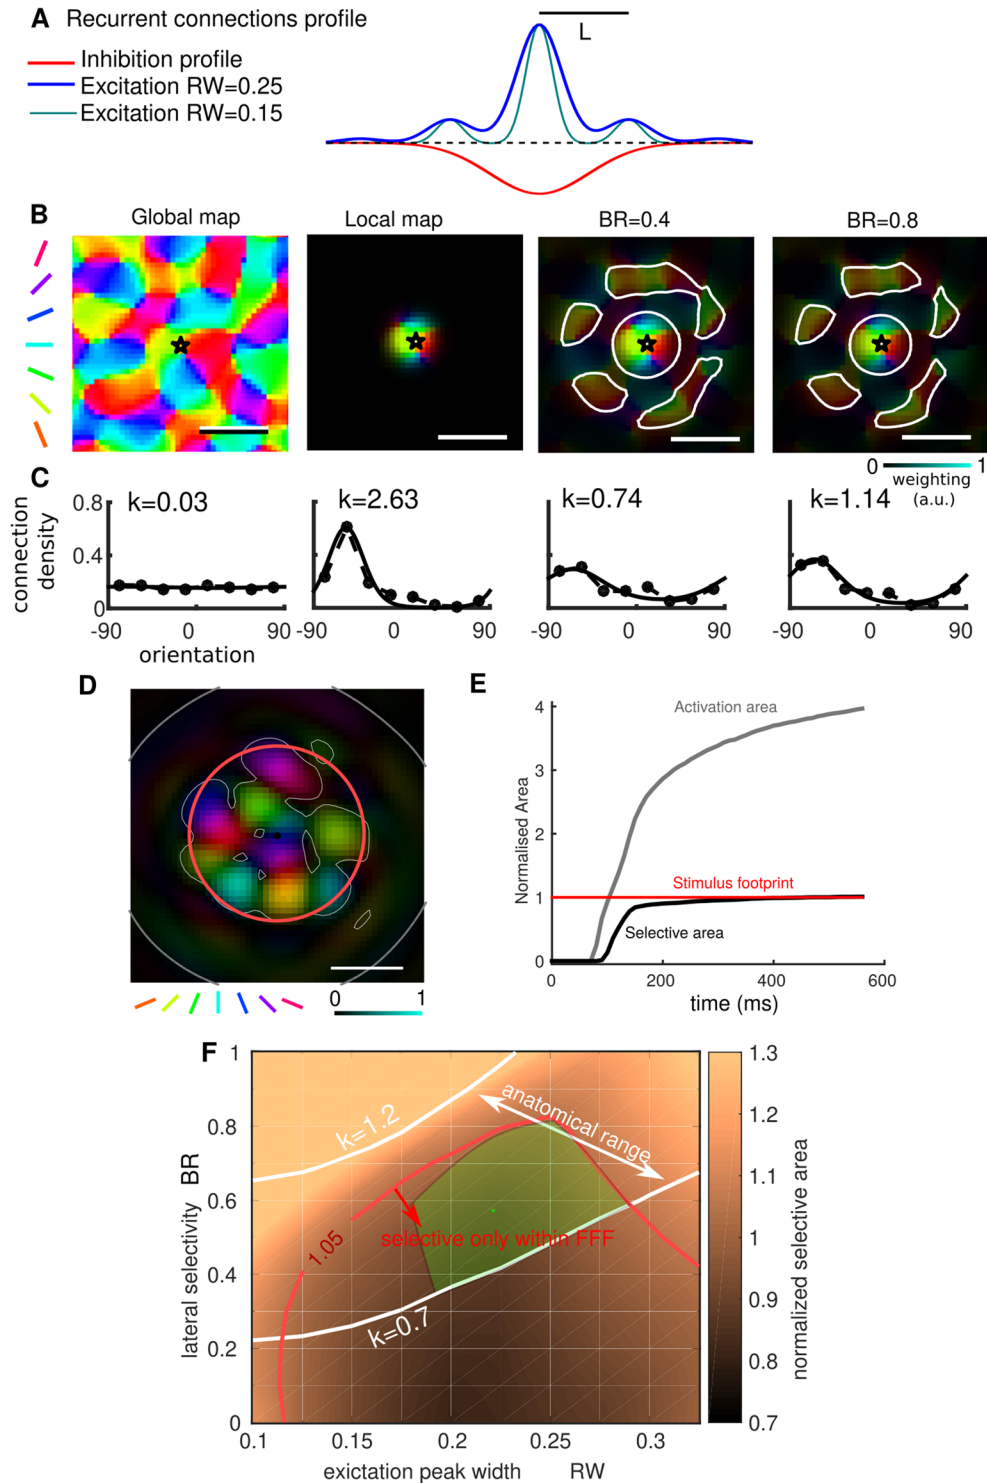 A Recurrent connections profile
L
Inhibition profile
Excitation RW=0.25
Excitation RW=0.15
B
Global map
Local map
BR=0.4
BR=0.8
0 1
weighting
(a.u.)
C
connection
density
0.8
0.4
0
k=0.03
k=2.63
k=0.74
k=1.14
-90 0 90
-90 0 90
-90 0 90
-90 0 90
orientation
D
0 1
E
Normalised Area
4
3
2
1
0
Activation area
Stimulus footprint
Selective area
0 200 400 600
time (ms)
F
lateral selectivity BR
1
0.8
0.6
0.4
0.2
0
k=1.2
anatomical range
1.05
selective only within FFF
k=0.7
0.1 0.15 0.2 0.25 0.3
exictation peak width RW
1.3
1.2
1.1
1
0.9
0.8
0.7
normalized selective area